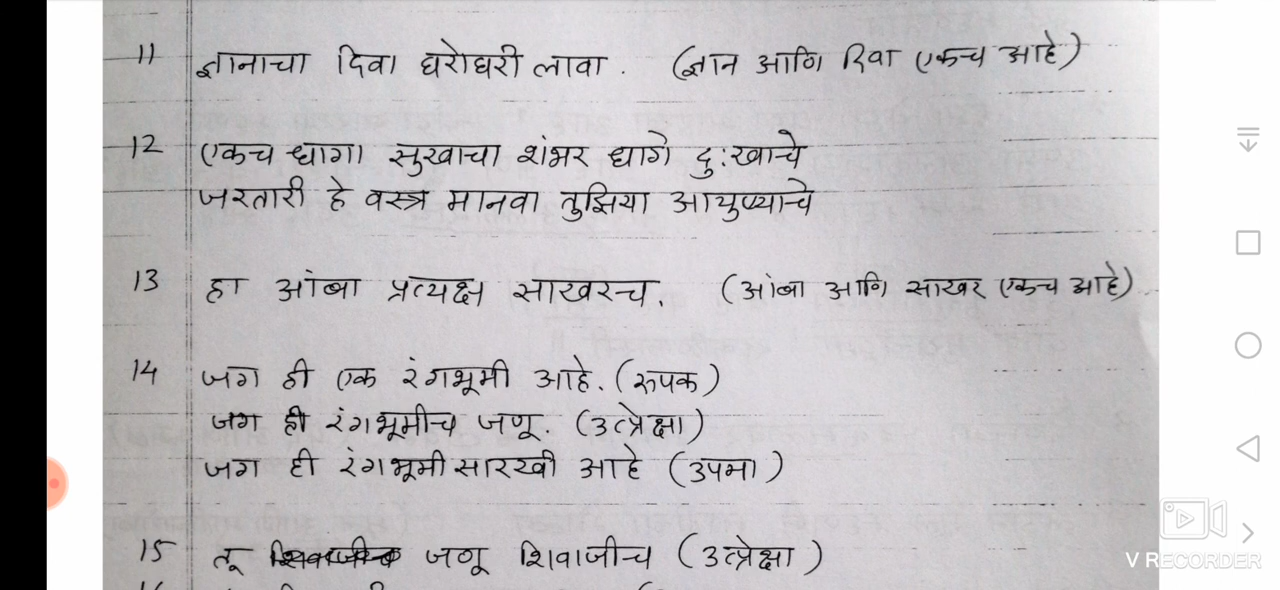 11 ज्ञानाचा दिवा घरोघरी लावा. (ज्ञान आणि दिवा एकच आहे)
12 एकच धागा सुखाचा शंभर धागे दुःखाचे
जरतारी हे वस्त्र मानवा तुझिया आयुष्याचे
13 हा आंबा प्रत्यक्ष साखरच. (आंबा आणि साखर एकच आहे)
14 जग ही एक रंगभूमी आहे. (रुपक)
जग ही रंगभूमीच जणू. (उत्प्रेक्षा)
जग ही रंगभूमी सारखी आहे (उपमा)
15 तू जणू शिवाजीच (उत्प्रेक्षा)
V RECORDER